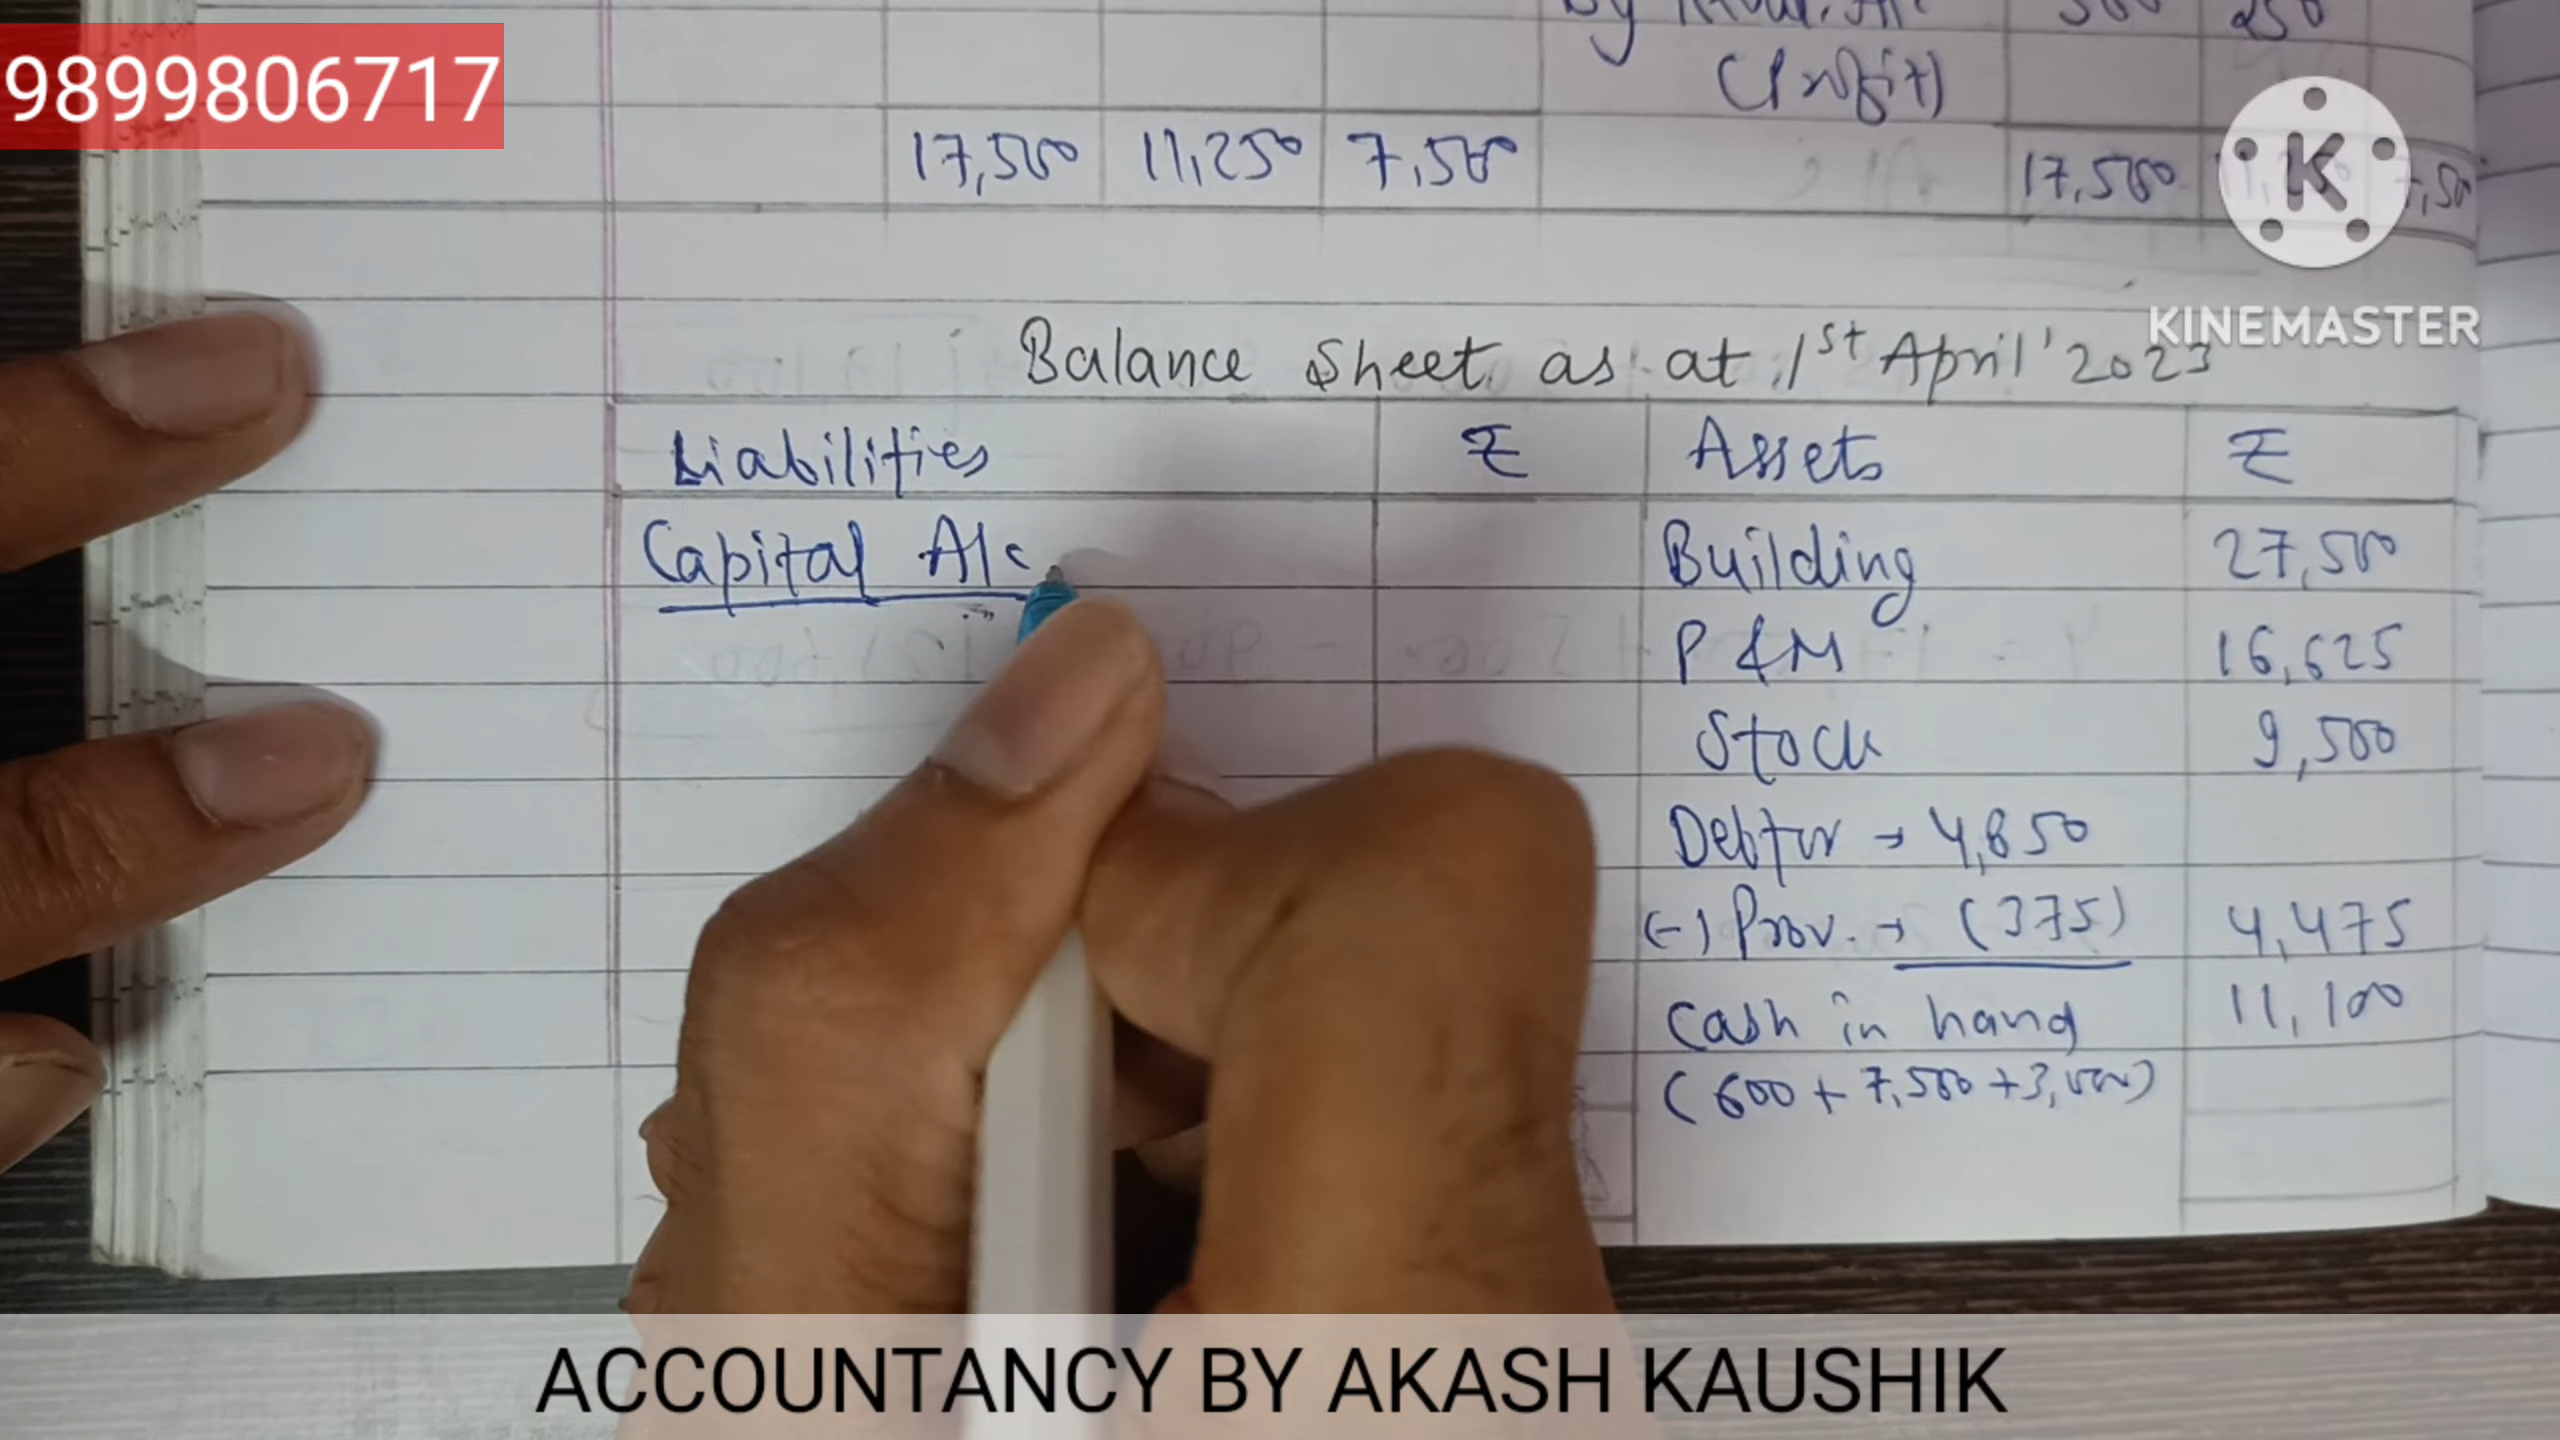 9899806717
500 250
(Profit)
17,500 11,250 7,500 17,500
K
KINEMASTER
Balance Sheet as at 1st April' 2023
Liabilities ₹ Assets ₹
Capital A/c Building 27,500
P & M 16,625
Stock 9,500
Debtor → 4,850
(-) Prov. → (375) 4,475
Cash in hand 11,100
(600 + 7,500 + 3,000)
ACCOUNTANCY BY AKASH KAUSHIK